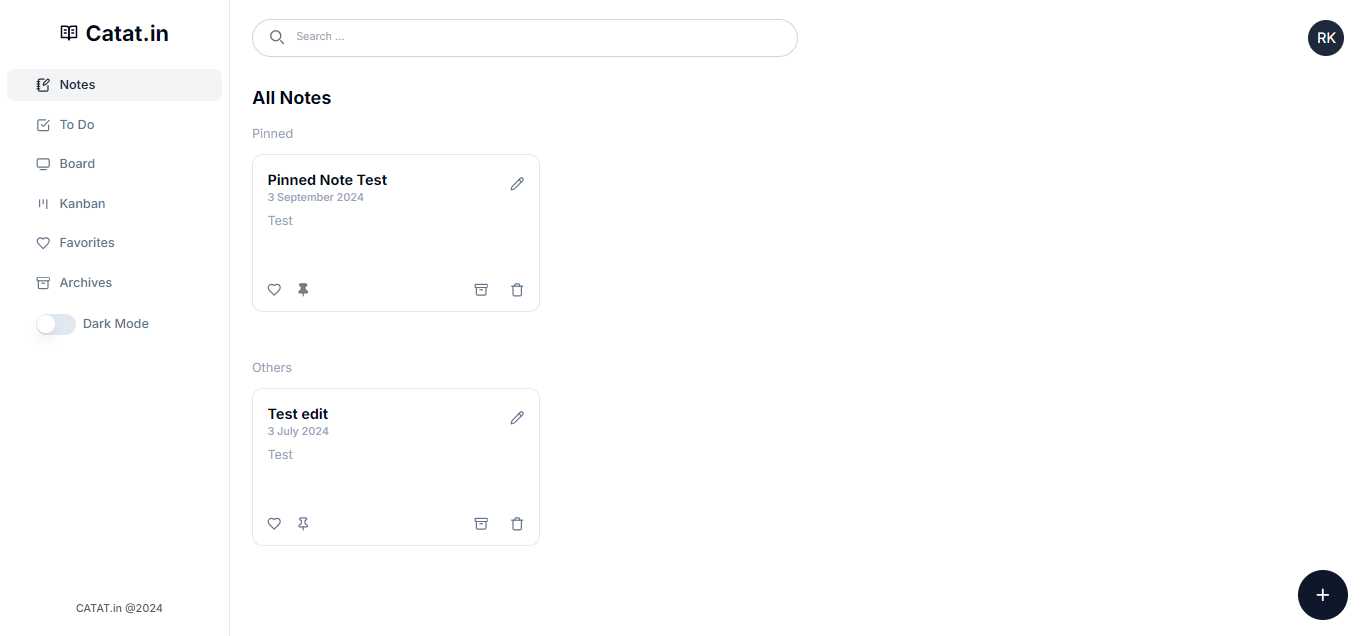 Catat.in
Notes
To Do
Board
Kanban
Favorites
Archives
Dark Mode
CATAT.in @2024
Search ...
RK
All Notes
Pinned
Pinned Note Test
3 September 2024
Test
Others
Test edit
3 July 2024
Test